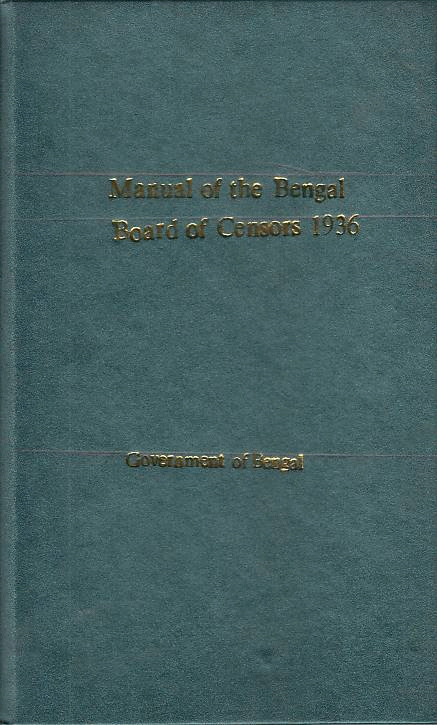 Manual of the Bengal
Board of Censors 1936
Government of Bengal